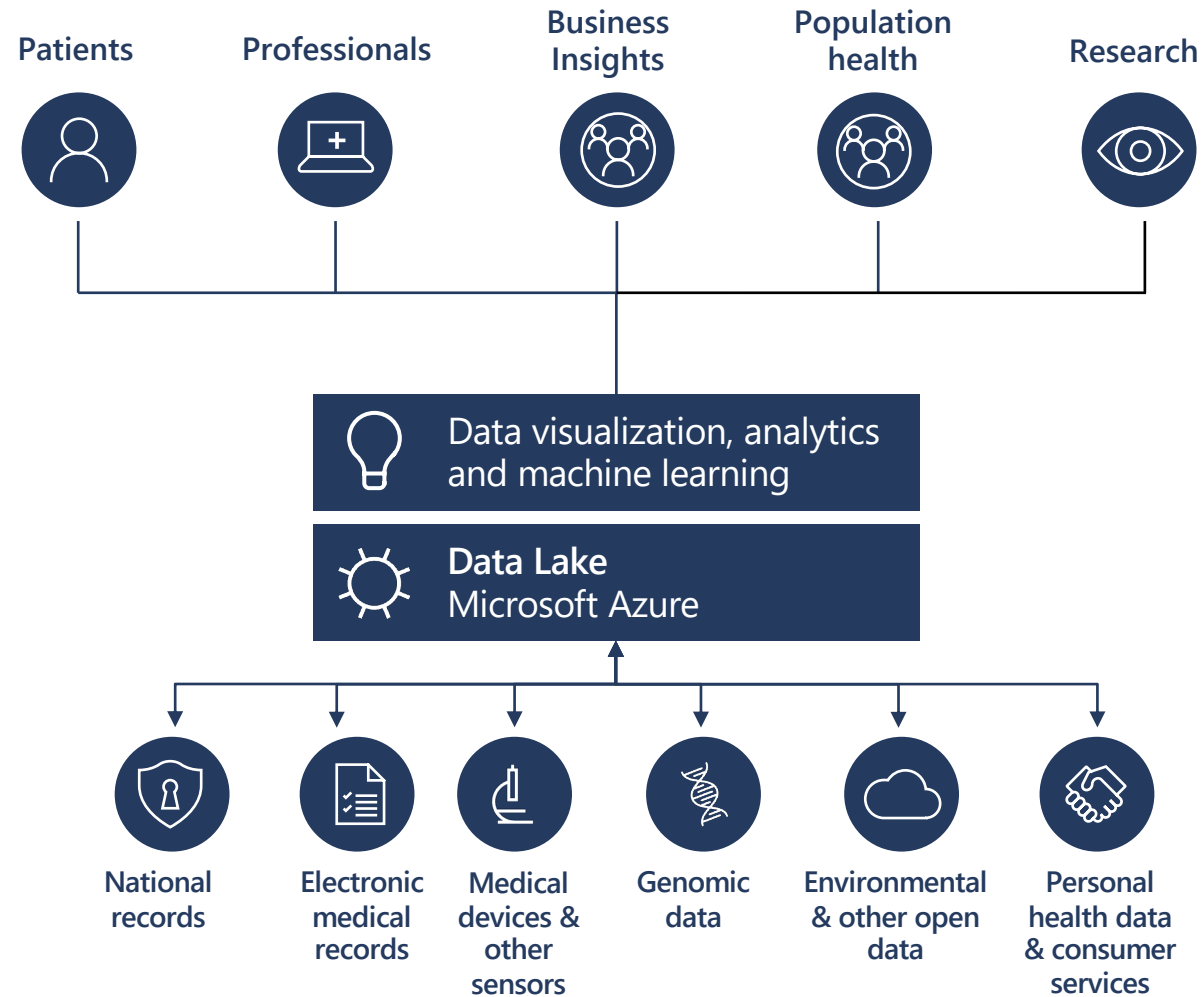 Patients
Professionals
Business
Insights
Population
health
Research
Data visualization, analytics
and machine learning
Data Lake
Microsoft Azure
National
records
Electronic
medical
records
Medical
devices &
other
sensors
Genomic
data
Environmental
& other open
data
Personal
health data
& consumer
services